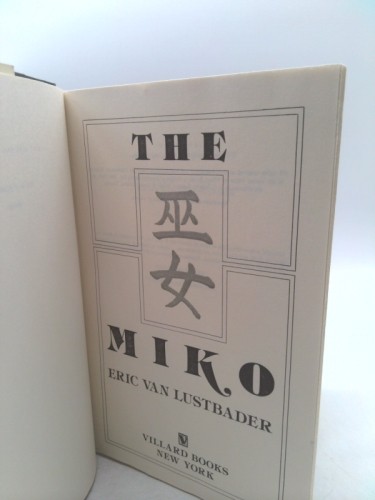 THE
巫
女
MIKO
ERIC VAN LUSTBADER
V
VILLARD BOOKS
NEW YORK